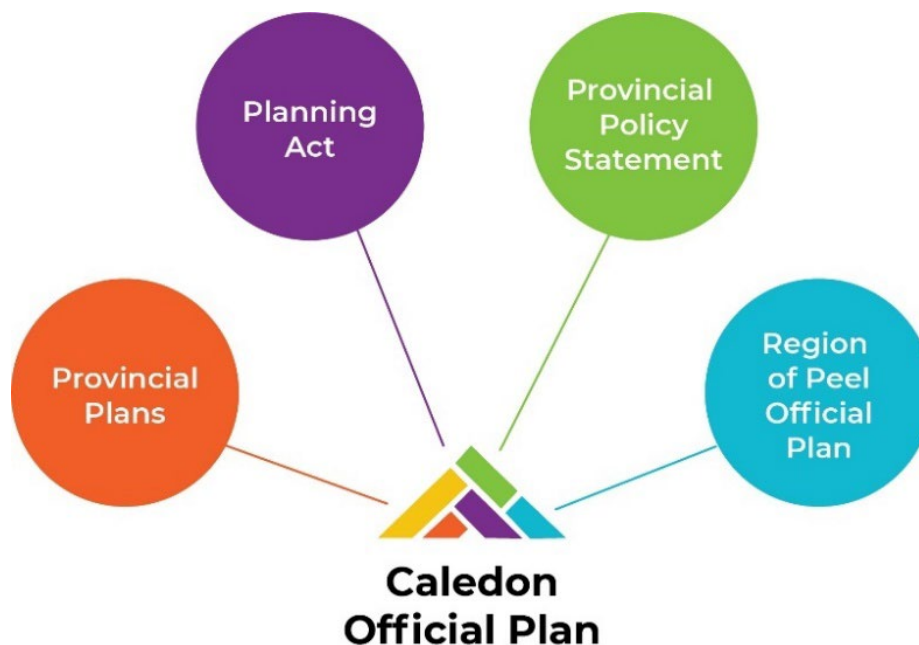 Planning
Act
Provincial
Policy
Statement
Provincial
Plans
Region
of Peel
Official
Plan
Caledon
Official Plan